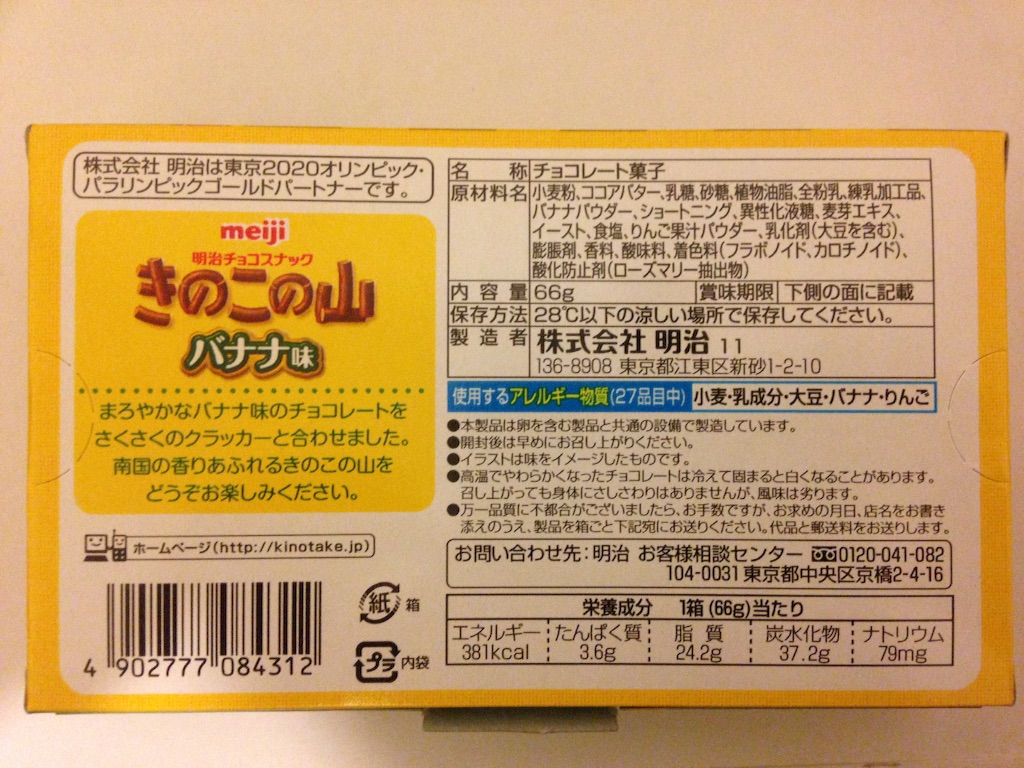 株式会社 明治は東京2020オリンピック・
パラリンピックゴールドパートナーです。
meiji
明治チョコスナック
きのこの山
バナナ味
まろやかなバナナ味のチョコレートを
さくさくのクラッカーと合わせました。
南国の香りあふれるきのこの山を
どうぞお楽しみください。
ホームページ(http://kinotake.jp)
4 902777 084312
紙 箱
プラ 内袋
名称 チョコレート菓子
原材料名 小麦粉、ココアバター、乳糖、砂糖、植物油脂、全粉乳、練乳加工品、
バナナパウダー、ショートニング、異性化液糖、麦芽エキス、
イースト、食塩、りんご果汁パウダー、乳化剤(大豆を含む)、
膨脹剤、香料、酸味料、着色料(フラボノイド、カロチノイド)、
酸化防止剤(ローズマリー抽出物)
内容量 66g 賞味期限 下側の面に記載
保存方法 28℃以下の涼しい場所で保存してください。
製造者 株式会社 明治 11
136-8908 東京都江東区新砂1-2-10
使用するアレルギー物質(27品目中) 小麦・乳成分・大豆・バナナ・りんご
●本製品は卵を含む製品と共通の設備で製造しています。
●開封後は早めにお召し上がりください。
●イラストは味をイメージしたものです。
●高温でやわらかくなったチョコレートは冷えて固まると白くなることがあります。
召し上がっても身体にさしさわりはありませんが、風味は劣ります。
●万一品質に不都合がございましたら、お手数ですが、お求めの月日、店名をお書き
添えのうえ、製品を箱ごと下記宛にお送りください。代品と郵送料をお送りします。
お問い合わせ先:明治 お客様相談センター 0120-041-082
104-0031 東京都中央区京橋2-4-16
栄養成分 1箱(66g)当たり
エネルギー たんぱく質 脂質 炭水化物 ナトリウム
381kcal 3.6g 24.2g 37.2g 79mg